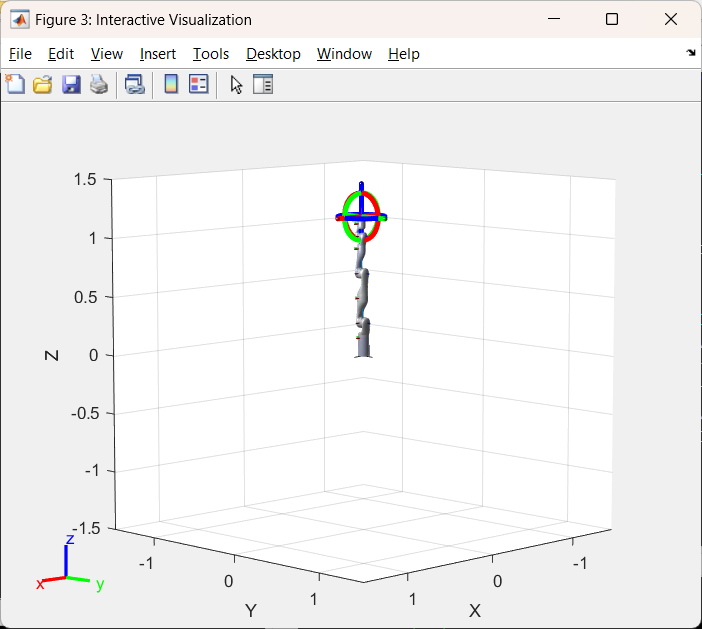 Figure 3: Interactive Visualization
File Edit View Insert Tools Desktop Window Help
1.5
1
0.5
0
-0.5
-1
-1.5
Z
-1
0
1
Y
1
0
-1
X
z
x
y